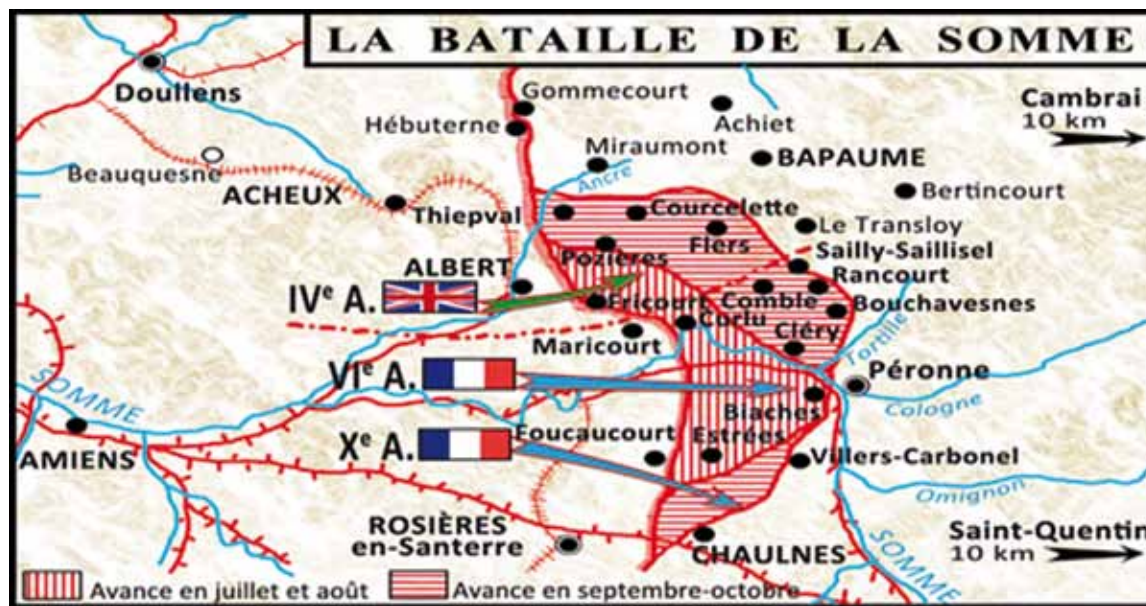 LA BATAILLE DE LA SOMME
Doullens
Gommecourt
Hébuterne
Achiet
Cambrai
10 km
Miraumont
BAPAUME
Beauquesne
Ancre
Bertincourt
ACHEUX
Thiepval
Courcelette
Le Transloy
Flers
Sailly-Saillisel
Pozières
ALBERT
Rancourt
IVe A.
Fricourt
Comble
Bouchavesnes
Curlu
Maricourt
Cléry
Tortille
VIe A.
Péronne
SOMME
Biaches
Cologne
Xe A.
Foucaucourt
Estrées
AMIENS
Villers-Carbonel
Omignon
ROSIÈRES
en-Santerre
CHAULNES
SOMME
Saint-Quentin
10 km
Avance en juillet et août
Avance en septembre-octobre